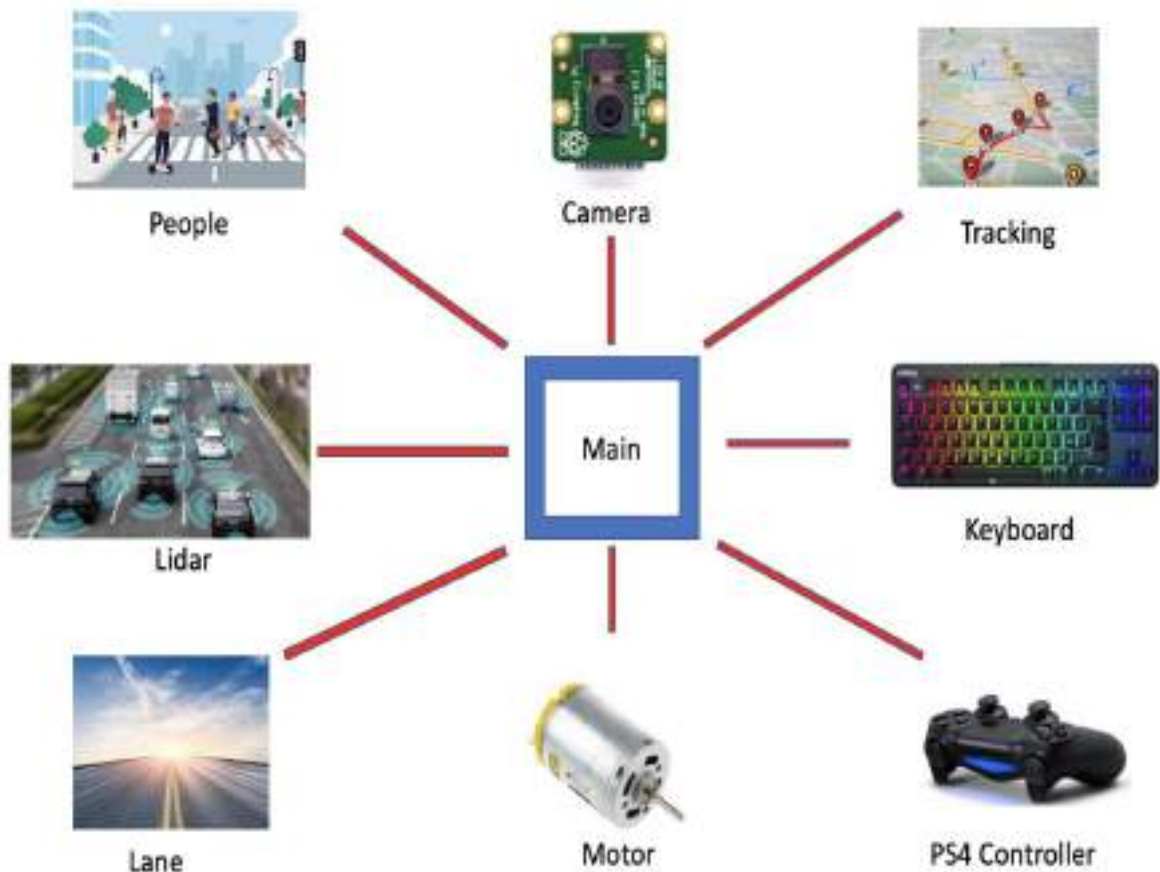 People
Camera
Tracking
Lidar
Main
Keyboard
Lane
Motor
PS4 Controller